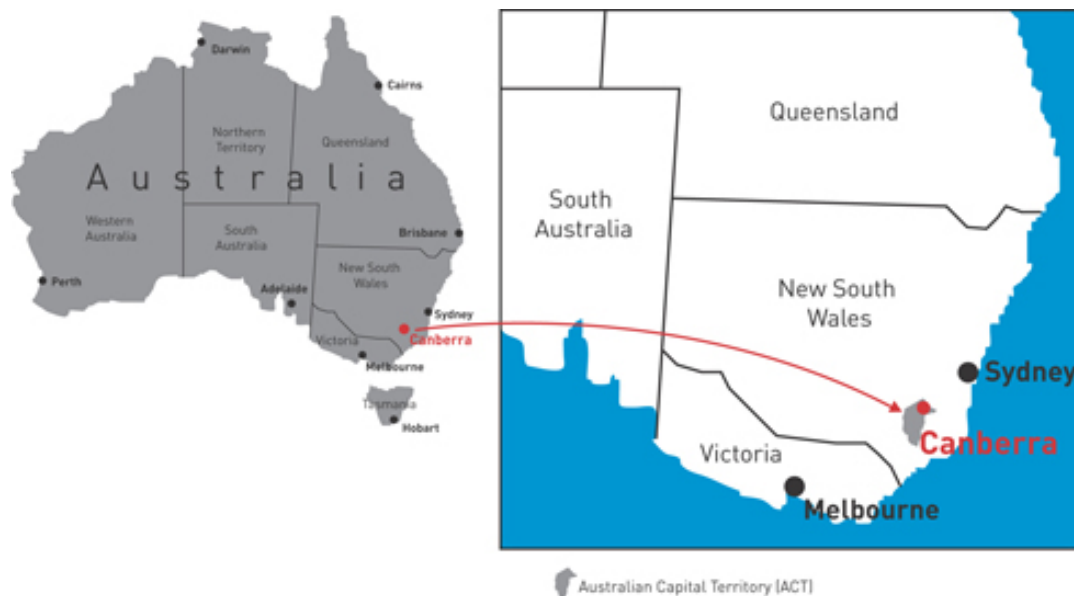 Darwin
Cairns
Northern
Territory
Queensland
Australia
Western
Australia
South
Australia
Brisbane
New South
Wales
Perth
Adelaide
Sydney
Canberra
Victoria
Melbourne
Tasmania
Hobart
Queensland
South
Australia
New South
Wales
Sydney
Canberra
Victoria
Melbourne
Australian Capital Territory (ACT)